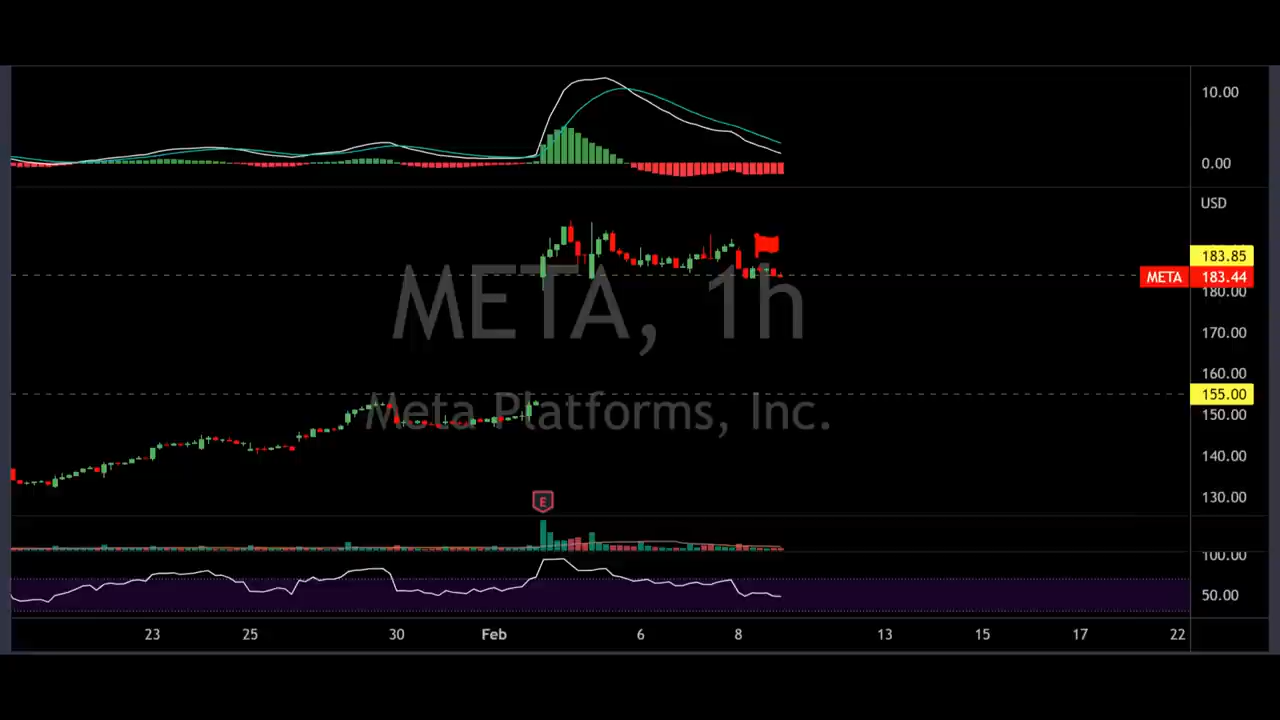 10.00
0.00
USD
183.85
META 183.44
180.00
170.00
160.00
155.00
150.00
140.00
130.00
META, 1h
Meta Platforms, Inc.
E
100.00
50.00
23 25 30 Feb 6 8 13 15 17 22